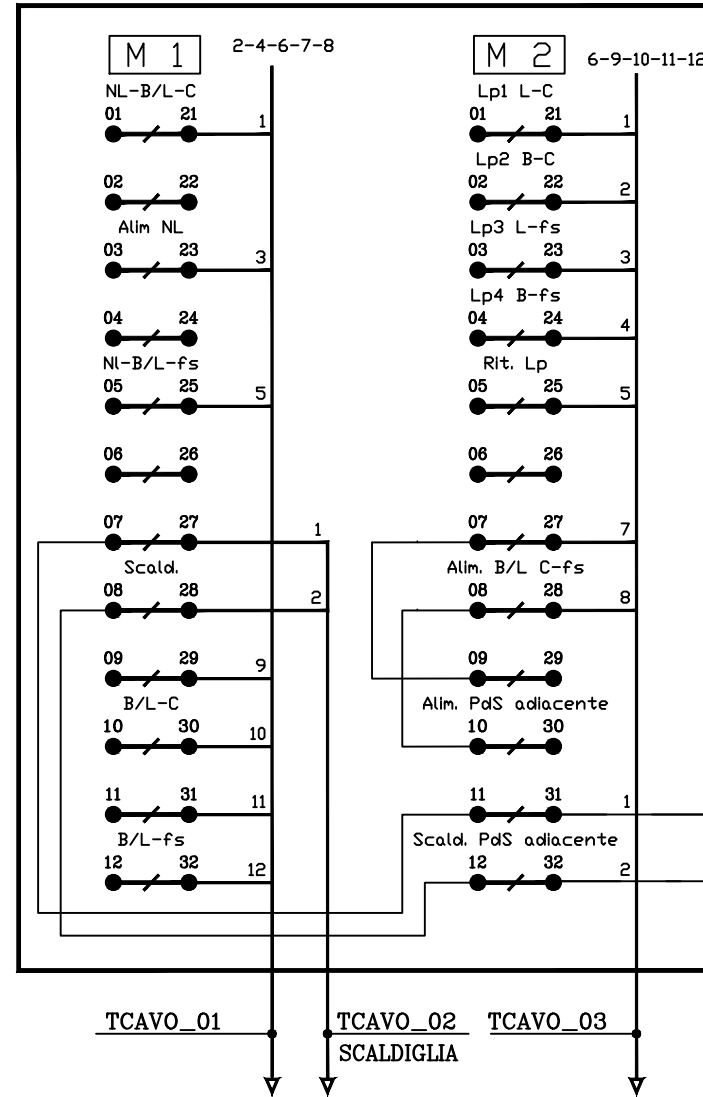 M 1
2-4-6-7-8
NL-B/L-C
01 21 1
02 22
Alim NL
03 23 3
04 24
Nl-B/L-fs
05 25 5
06 26
07 27 1
Scald.
08 28 2
09 29 9
B/L-C
10 30 10
11 31 11
B/L-fs
12 32 12
M 2
6-9-10-11-12
Lp1 L-C
01 21 1
Lp2 B-C
02 22 2
Lp3 L-fs
03 23 3
Lp4 B-fs
04 24 4
Rit. Lp
05 25 5
06 26
07 27 7
Alim. B/L C-fs
08 28 8
09 29
Alim. PdS adiacente
10 30
11 31 1
Scald. PdS adiacente
12 32 2
TCAVO_01
TCAVO_02
SCALDIGLIA
TCAVO_03